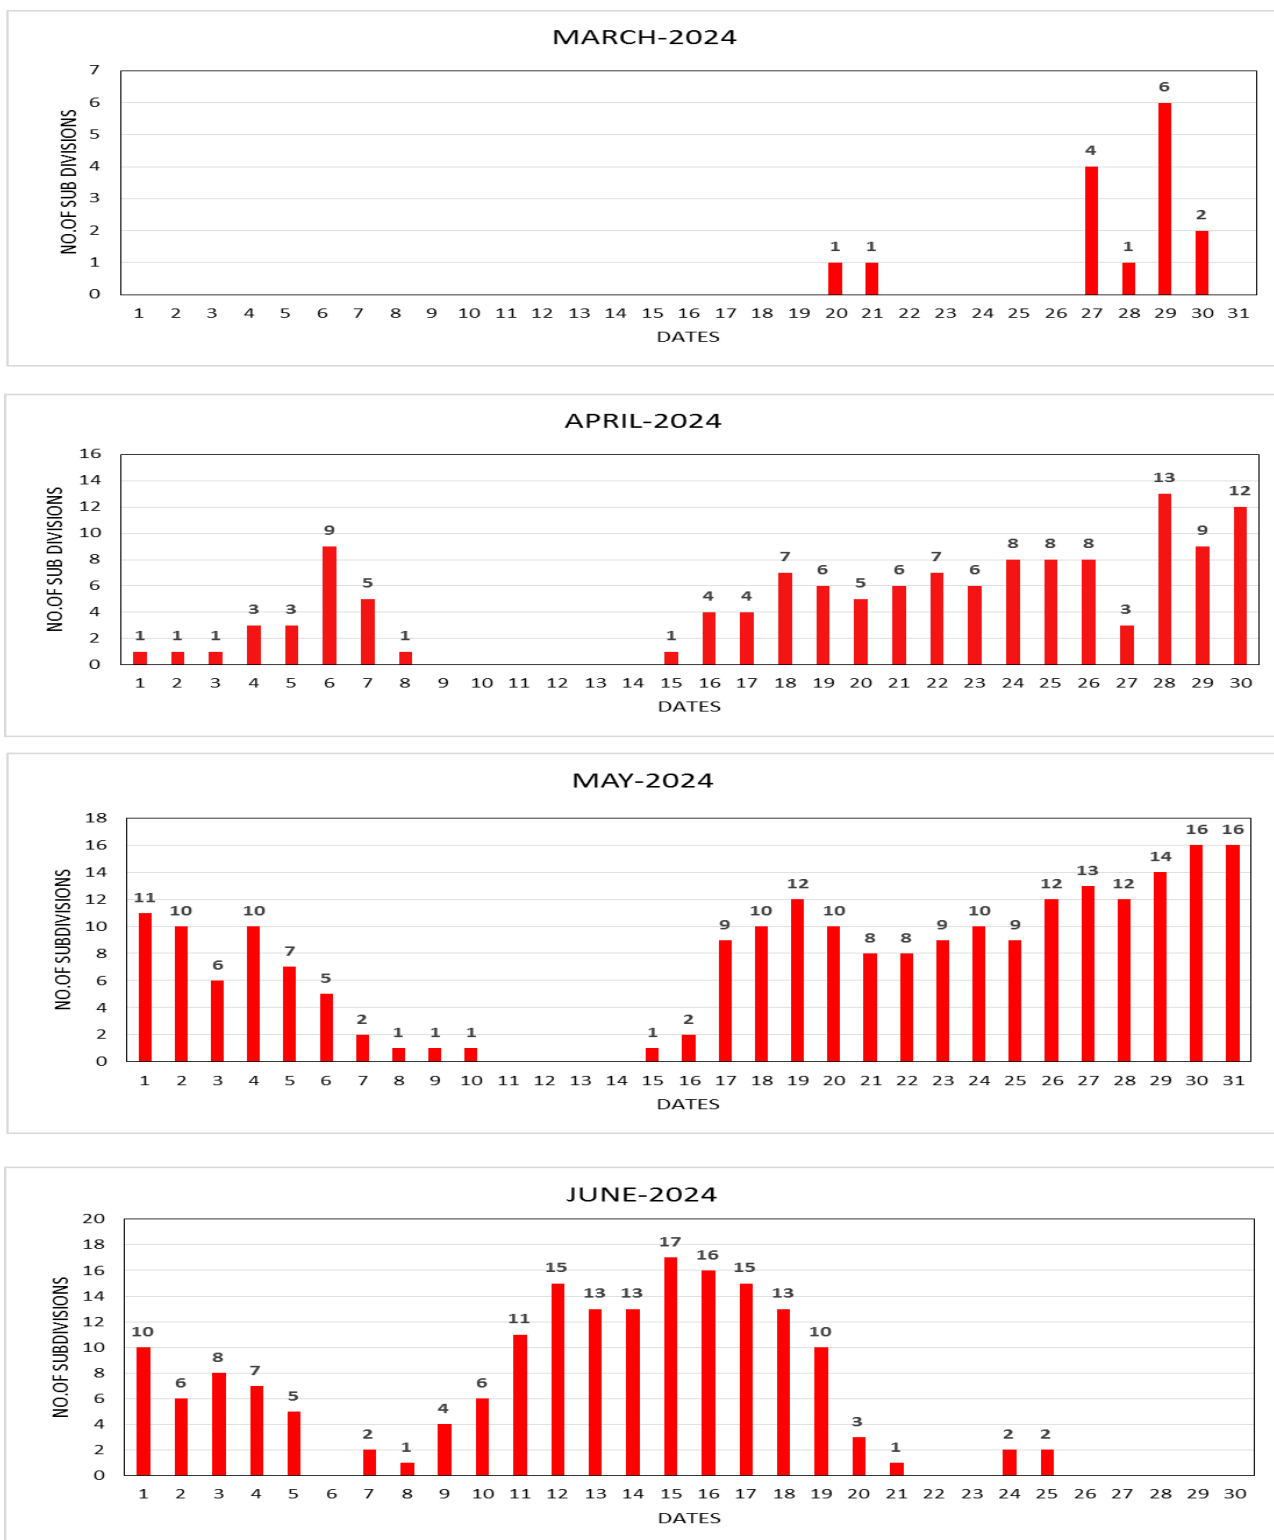 MARCH-2024
NO.OF SUB DIVISIONS
7
6
5
4
3
2
1
0
1 1 4 1 6 2
1 2 3 4 5 6 7 8 9 10 11 12 13 14 15 16 17 18 19 20 21 22 23 24 25 26 27 28 29 30 31
DATES
APRIL-2024
NO.OF SUB DIVISIONS
16
14
12
10
8
6
4
2
0
1 1 1 3 3 9 5 1 1 4 4 7 6 5 6 7 6 8 8 8 3 13 9 12
1 2 3 4 5 6 7 8 9 10 11 12 13 14 15 16 17 18 19 20 21 22 23 24 25 26 27 28 29 30
DATES
MAY-2024
NO.OF SUBDIVISIONS
18
16
14
12
10
8
6
4
2
0
11 10 6 10 7 5 2 1 1 1 1 2 9 10 12 10 8 8 9 10 9 12 13 12 14 16 16
1 2 3 4 5 6 7 8 9 10 11 12 13 14 15 16 17 18 19 20 21 22 23 24 25 26 27 28 29 30 31
DATES
JUNE-2024
NO.OF SUBDIVISIONS
20
18
16
14
12
10
8
6
4
2
0
10 6 8 7 5 2 1 4 6 11 15 13 13 17 16 15 13 10 3 1 2 2
1 2 3 4 5 6 7 8 9 10 11 12 13 14 15 16 17 18 19 20 21 22 23 24 25 26 27 28 29 30
DATES